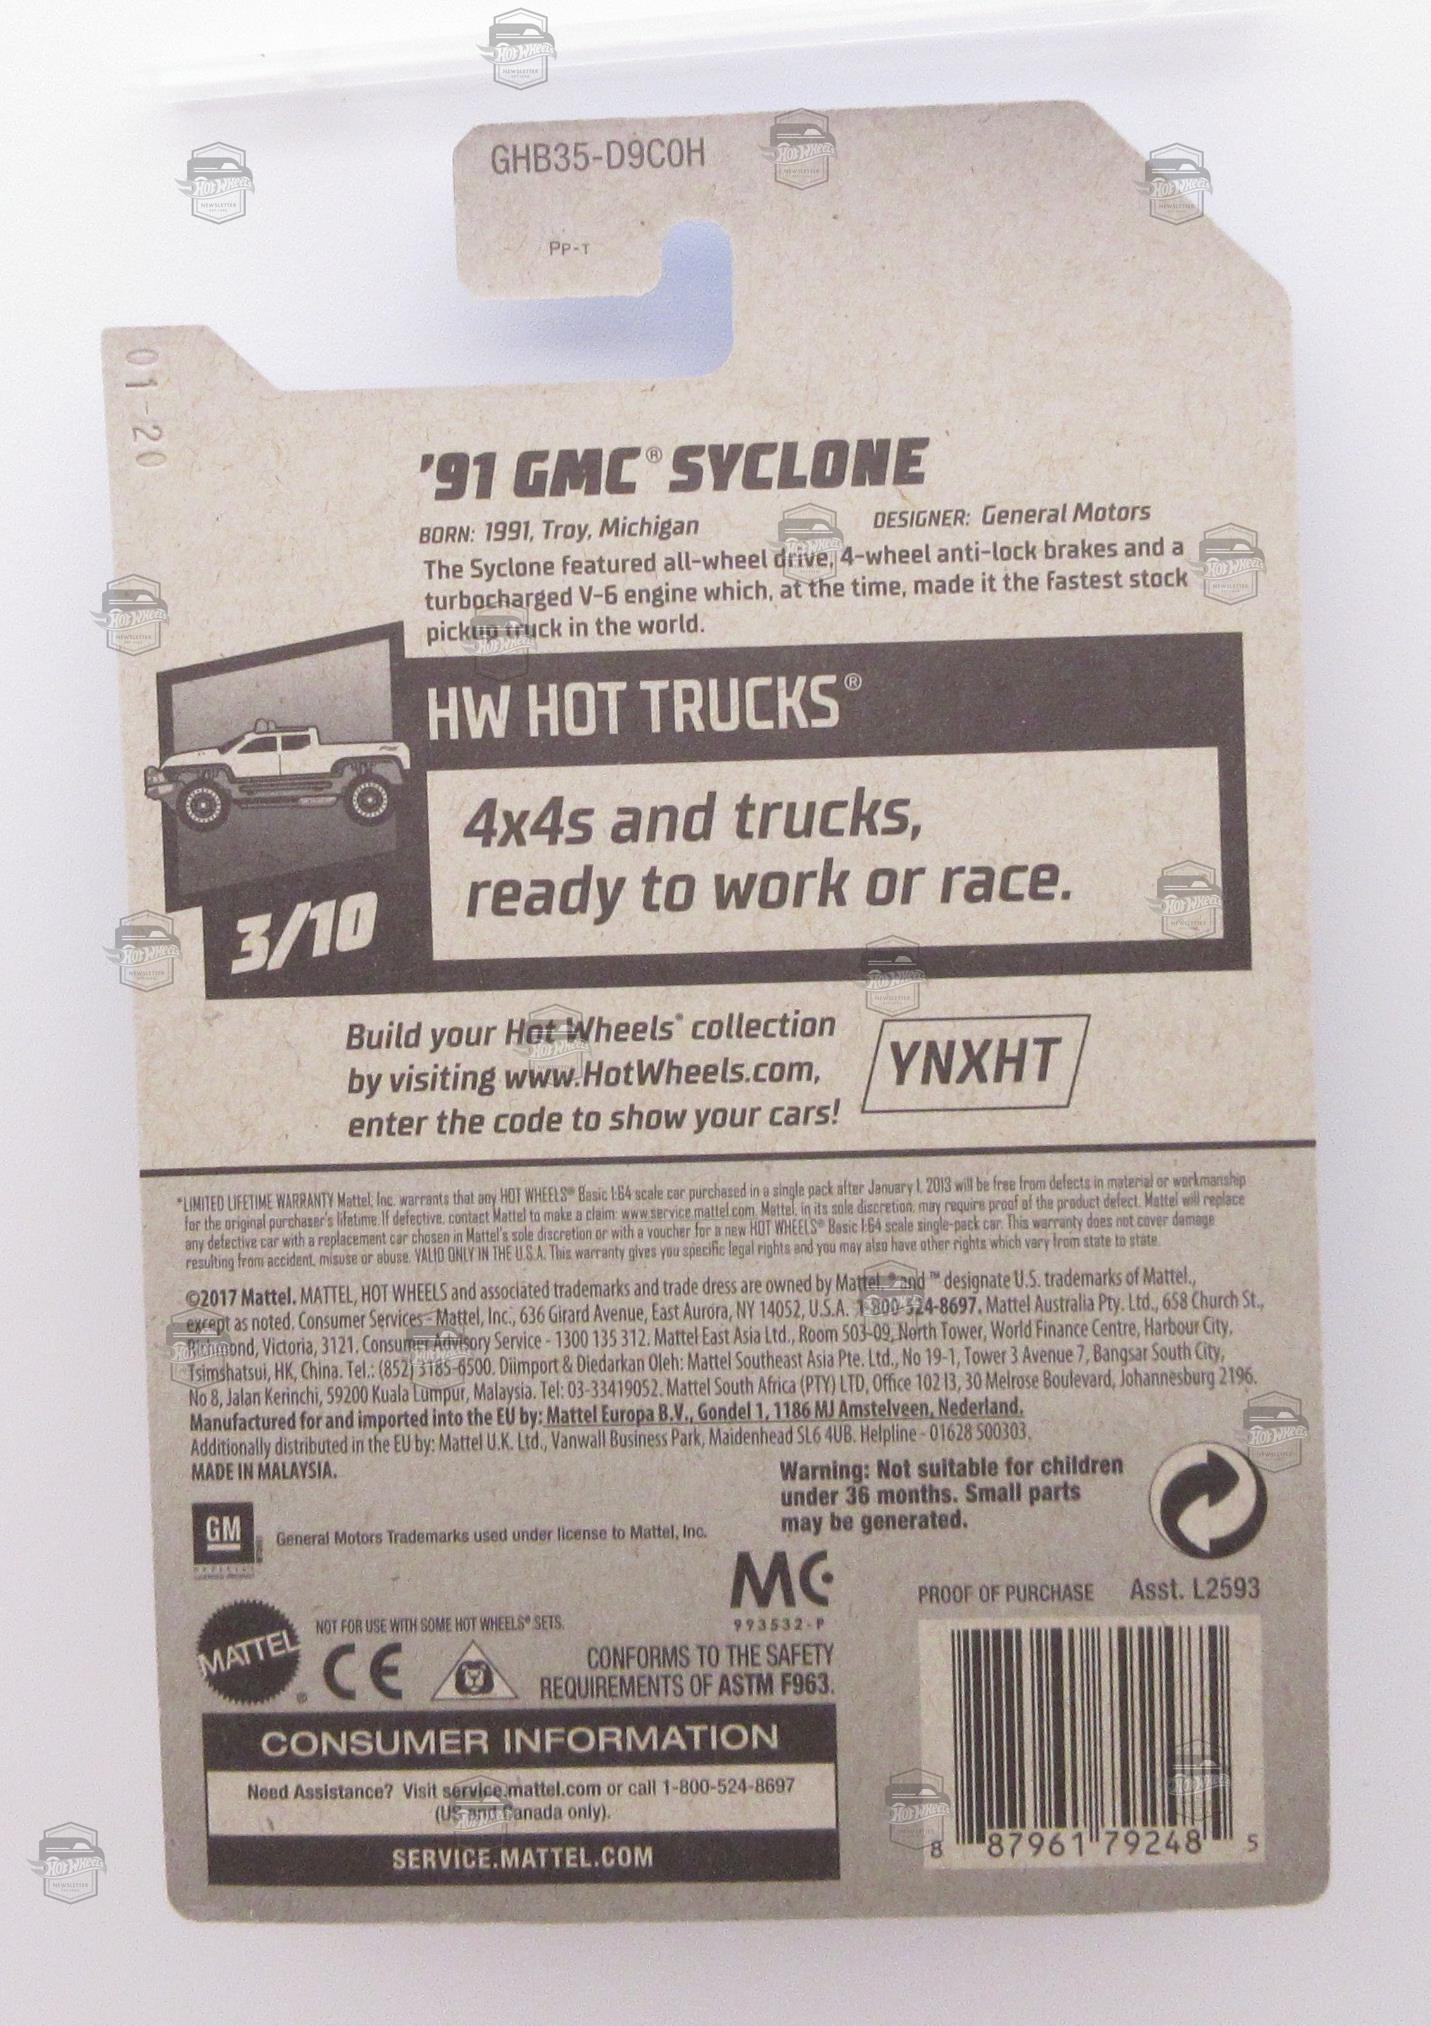 GHB35-D9C0H
PP-T
01-20
'91 GMC® SYCLONE
BORN: 1991, Troy, Michigan
DESIGNER: General Motors
The Syclone featured all-wheel drive, 4-wheel anti-lock brakes and a
turbocharged V-6 engine which, at the time, made it the fastest stock
pickup truck in the world.
HW HOT TRUCKS®
4x4s and trucks,
ready to work or race.
3/10
Build your Hot Wheels® collection
by visiting www.HotWheels.com,
enter the code to show your cars!
YNXHT
*LIMITED LIFETIME WARRANTY Mattel, Inc. warrants that any HOT WHEELS® Basic 1:64 scale car purchased in a single pack after January 1, 2013 will be free from defects in material or workmanship
for the original purchaser's lifetime. If defective, contact Mattel to make a claim: www.service.mattel.com. Mattel, in its sole discretion, may require proof of the product defect. Mattel will replace
any defective car with a replacement car chosen in Mattel's sole discretion or with a voucher for a new HOT WHEELS® Basic 1:64 scale single-pack car. This warranty does not cover damage
resulting from accident, misuse or abuse. VALID ONLY IN THE U.S.A. This warranty gives you specific legal rights and you may also have other rights which vary from state to state.
©2017 Mattel. MATTEL, HOT WHEELS and associated trademarks and trade dress are owned by Mattel. ® and ™ designate U.S. trademarks of Mattel.,
except as noted. Consumer Services - Mattel, Inc., 636 Girard Avenue, East Aurora, NY 14052, U.S.A. 1-800-524-8697. Mattel Australia Pty. Ltd., 658 Church St.,
Richmond, Victoria, 3121. Consumer Advisory Service - 1300 135 312. Mattel East Asia Ltd., Room 503-09, North Tower, World Finance Centre, Harbour City,
Tsimshatsui, HK, China. Tel.: (852) 3185-6500. Diimport & Diedarkan Oleh: Mattel Southeast Asia Pte. Ltd., No 19-1, Tower 3 Avenue 7, Bangsar South City,
No 8, Jalan Kerinchi, 59200 Kuala Lumpur, Malaysia. Tel: 03-33419052. Mattel South Africa (PTY) LTD, Office 102 I3, 30 Melrose Boulevard, Johannesburg 2196.
Manufactured for and imported into the EU by: Mattel Europa B.V., Gondel 1, 1186 MJ Amstelveen, Nederland.
Additionally distributed in the EU by: Mattel U.K. Ltd., Vanwall Business Park, Maidenhead SL6 4UB. Helpline - 01628 500303.
MADE IN MALAYSIA.
Warning: Not suitable for children
under 36 months. Small parts
may be generated.
GM
General Motors Trademarks used under license to Mattel, Inc.
MC
993532-P
PROOF OF PURCHASE Asst. L2593
MATTEL®
NOT FOR USE WITH SOME HOT WHEELS® SETS.
CE
CONFORMS TO THE SAFETY
REQUIREMENTS OF ASTM F963.
CONSUMER INFORMATION
Need Assistance? Visit service.mattel.com or call 1-800-524-8697
(US and Canada only).
SERVICE.MATTEL.COM
8 87961 79248 5
Hot Wheels
NEWSLETTER